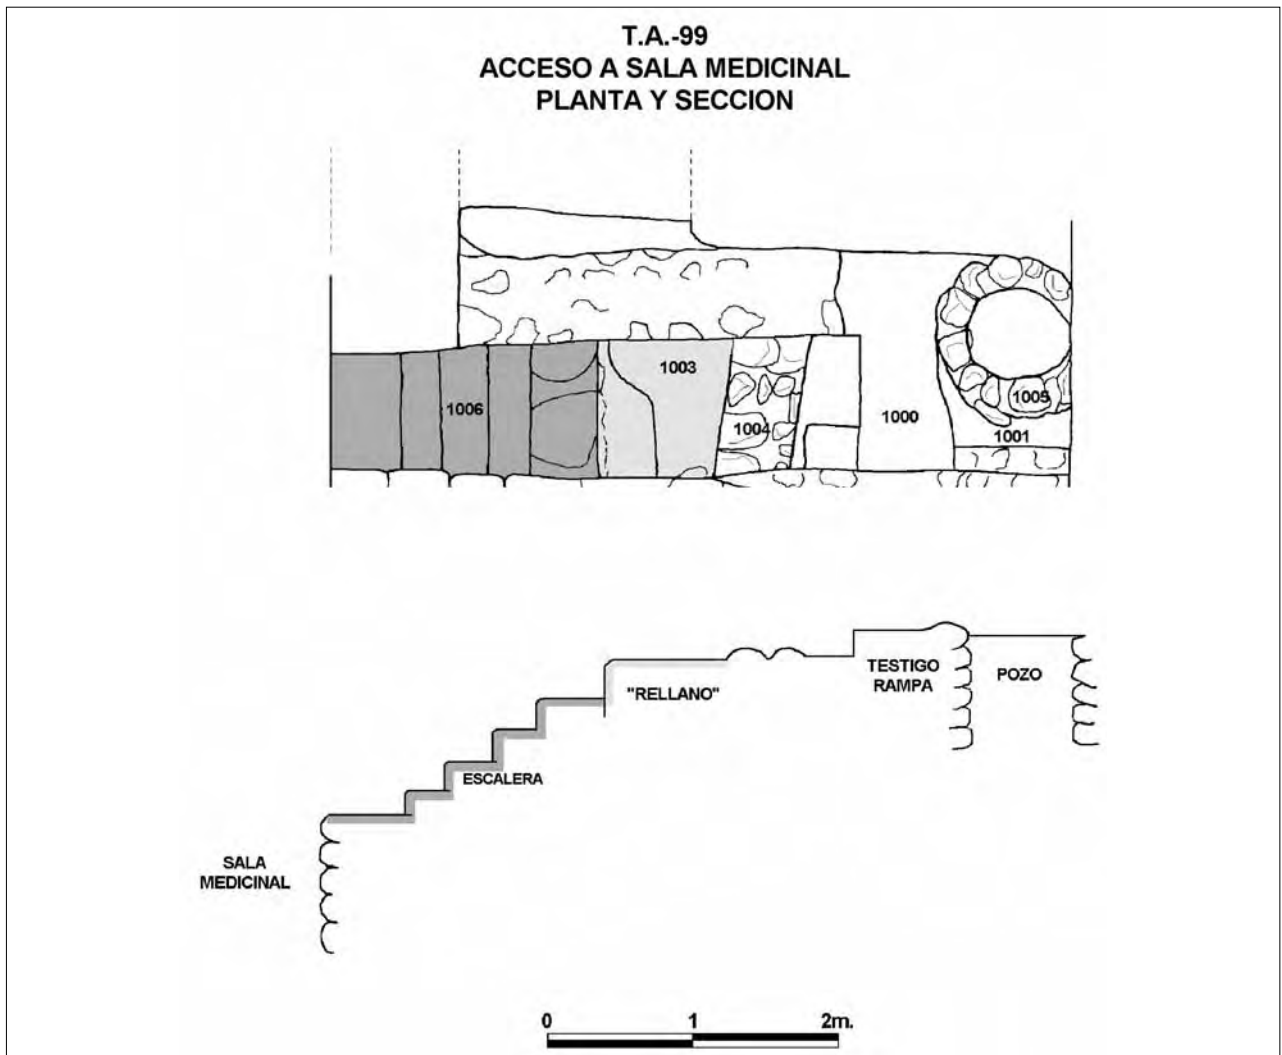 T.A.-99
ACCESO A SALA MEDICINAL
PLANTA Y SECCION
1003
1006
1004
1000
1005
1001
TESTIGO
RAMPA
POZO
"RELLANO"
ESCALERA
SALA
MEDICINAL
0 1 2m.